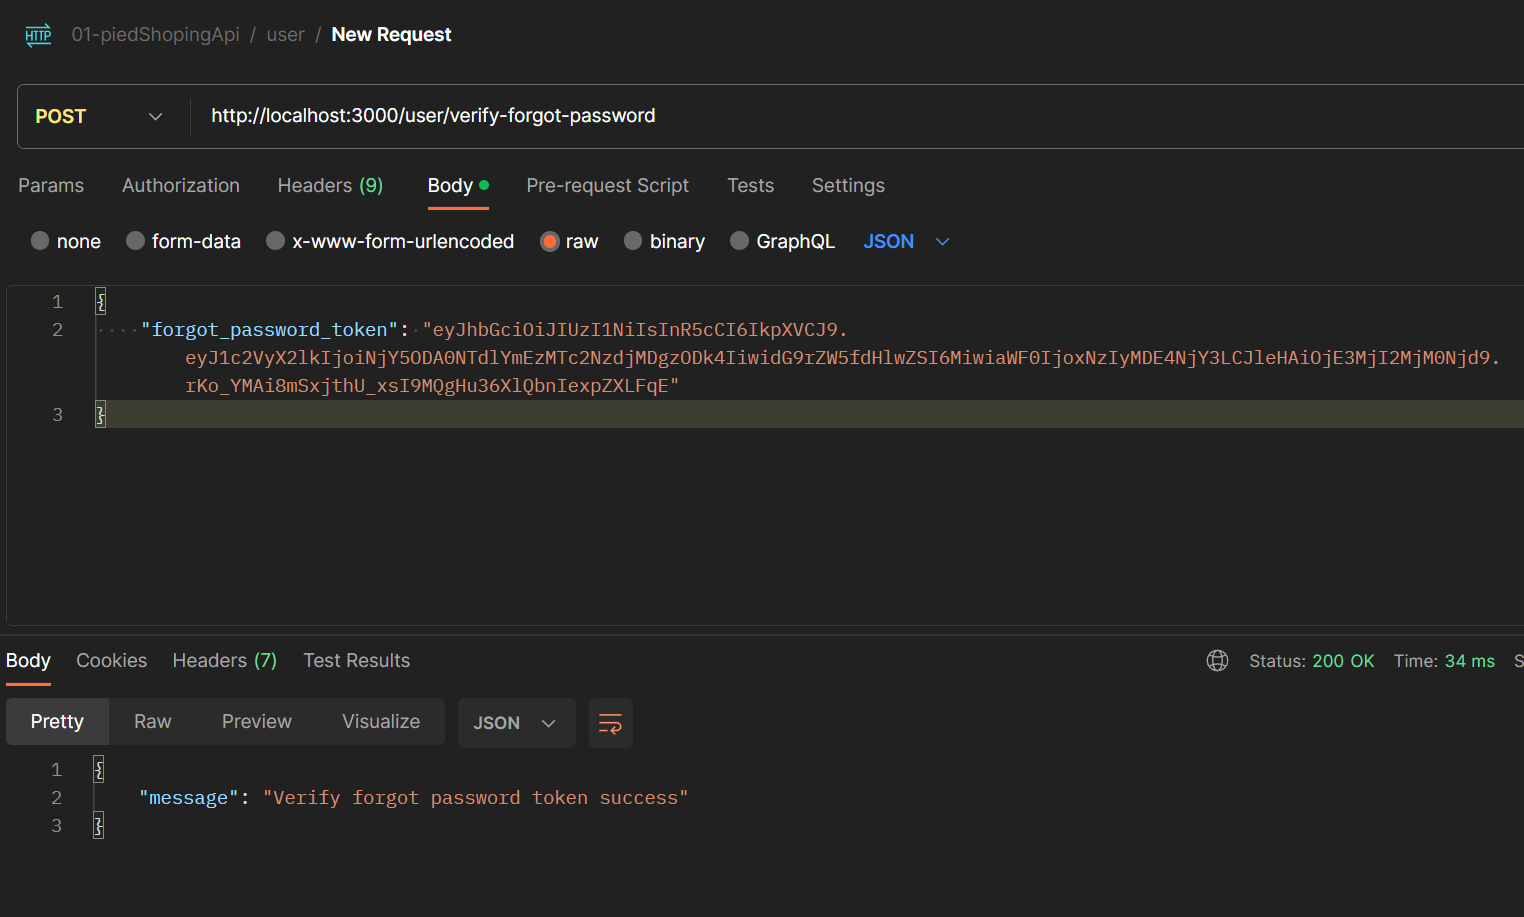 HTTP 01-piedShopingApi / user / New Request
POST http://localhost:3000/user/verify-forgot-password
Params Authorization Headers (9) Body Pre-request Script Tests Settings
none form-data x-www-form-urlencoded raw binary GraphQL JSON
1 {
2 ····"forgot_password_token":·"eyJhbGciOiJIUzI1NiIsInR5cCI6IkpXVCJ9.
eyJ1c2VyX2lkIjoiNjY5ODA0NTdlYmEzMTc2NzdjMDgzODk4IiwidG9rZW5fdHlwZSI6MiwiaWF0IjoxNzIyMDE4NjY3LCJleHAiOjE3MjI2MjM0Njd9.
rKo_YMAi8mSxjthU_xsI9MQgHu36XlQbnIexpZXLFqE"
3 }
Body Cookies Headers (7) Test Results Status: 200 OK Time: 34 ms S
Pretty Raw Preview Visualize JSON
1 {
2 "message": "Verify forgot password token success"
3 }